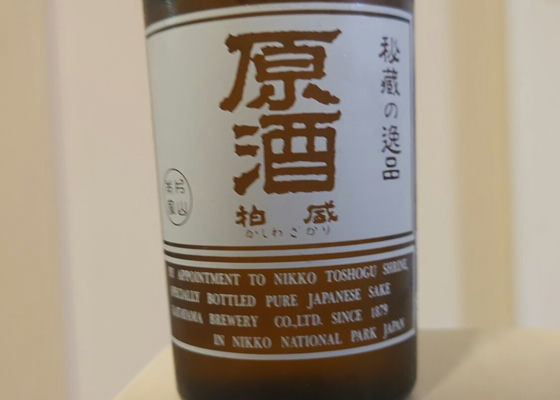 秘蔵の逸品
原酒
柏盛
かしわざかり
片山
BY APPOINTMENT TO NIKKO TOSHOGU SHRINE,
SPECIALLY BOTTLED PURE JAPANESE SAKE
KATAYAMA BREWERY CO.,LTD. SINCE 1879
IN NIKKO NATIONAL PARK JAPAN